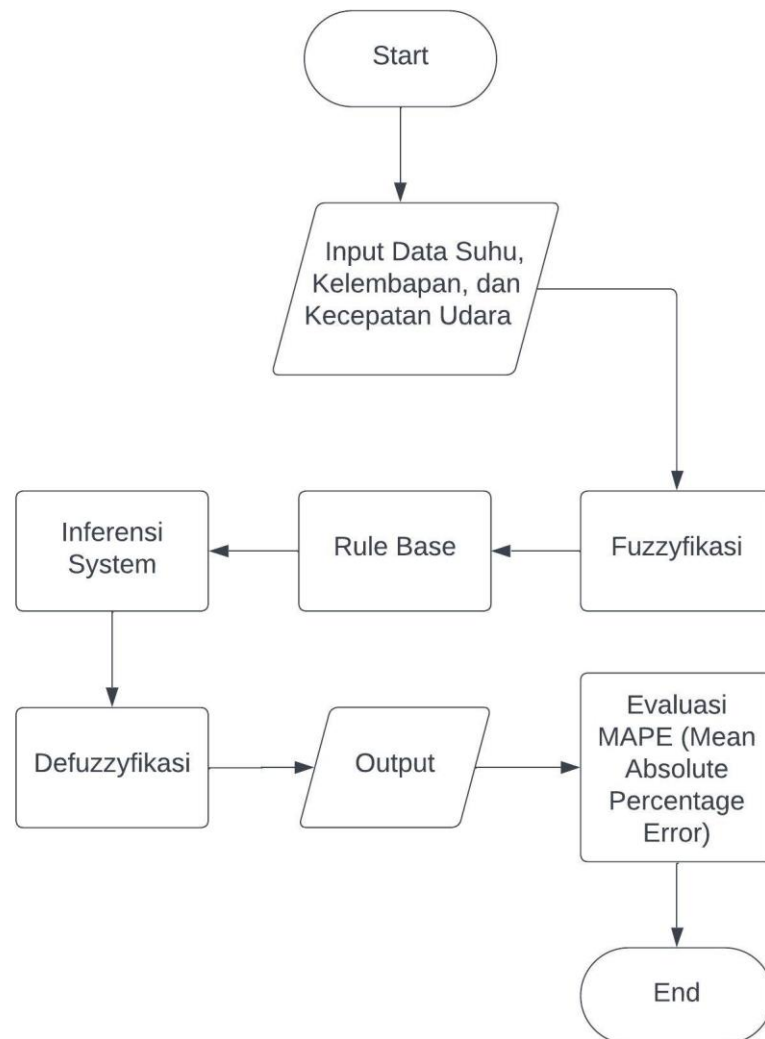 Start
Input Data Suhu,
Kelembapan, dan
Kecepatan Udara
Fuzzyfikasi
Rule Base
Inferensi
System
Defuzzyfikasi
Output
Evaluasi
MAPE (Mean
Absolute
Percentage
Error)
End